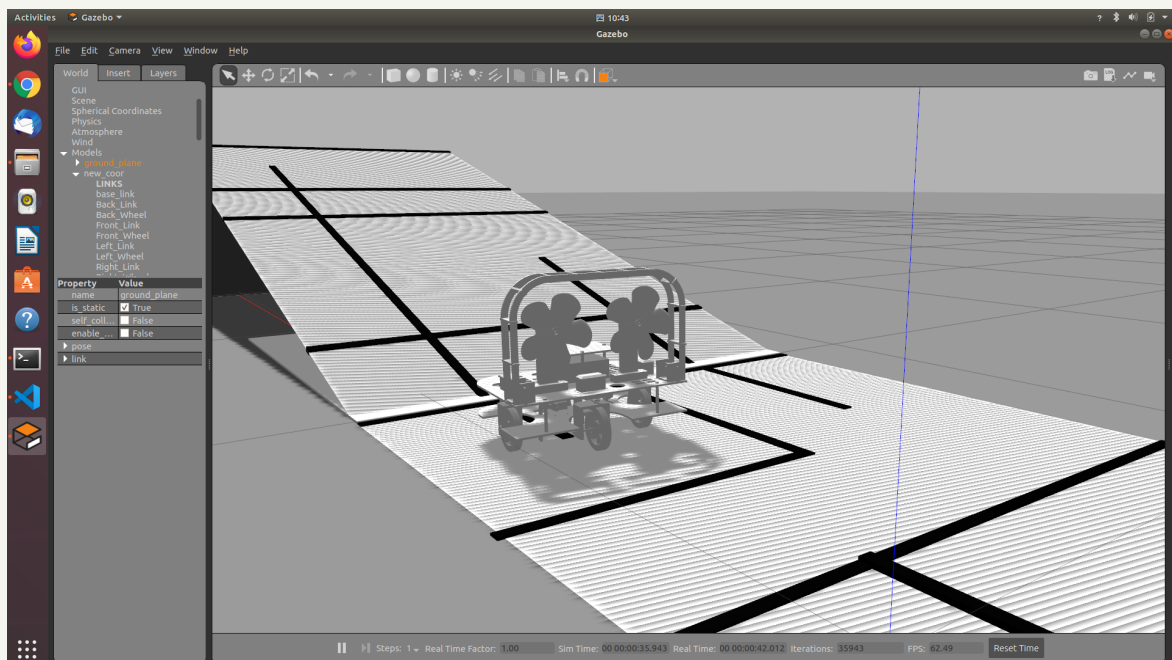 Activities Gazebo 10:43 ?
Gazebo
File Edit Camera View Window Help
World Insert Layers
GUI
Scene
Spherical Coordinates
Physics
Atmosphere
Wind
Models
ground_plane
new_coor
LINKS
base_link
Back_Link
Back_Wheel
Front_Link
Front_Wheel
Left_Link
Left_Wheel
Right_Link
Property Value
name ground_plane
is_static True
self_coll... False
enable_... False
pose
link
Steps: 1 Real Time Factor: 1.00 Sim Time: 00 00:00:35.943 Real Time: 00 00:00:42.012 Iterations: 35943 FPS: 62.49 Reset Time